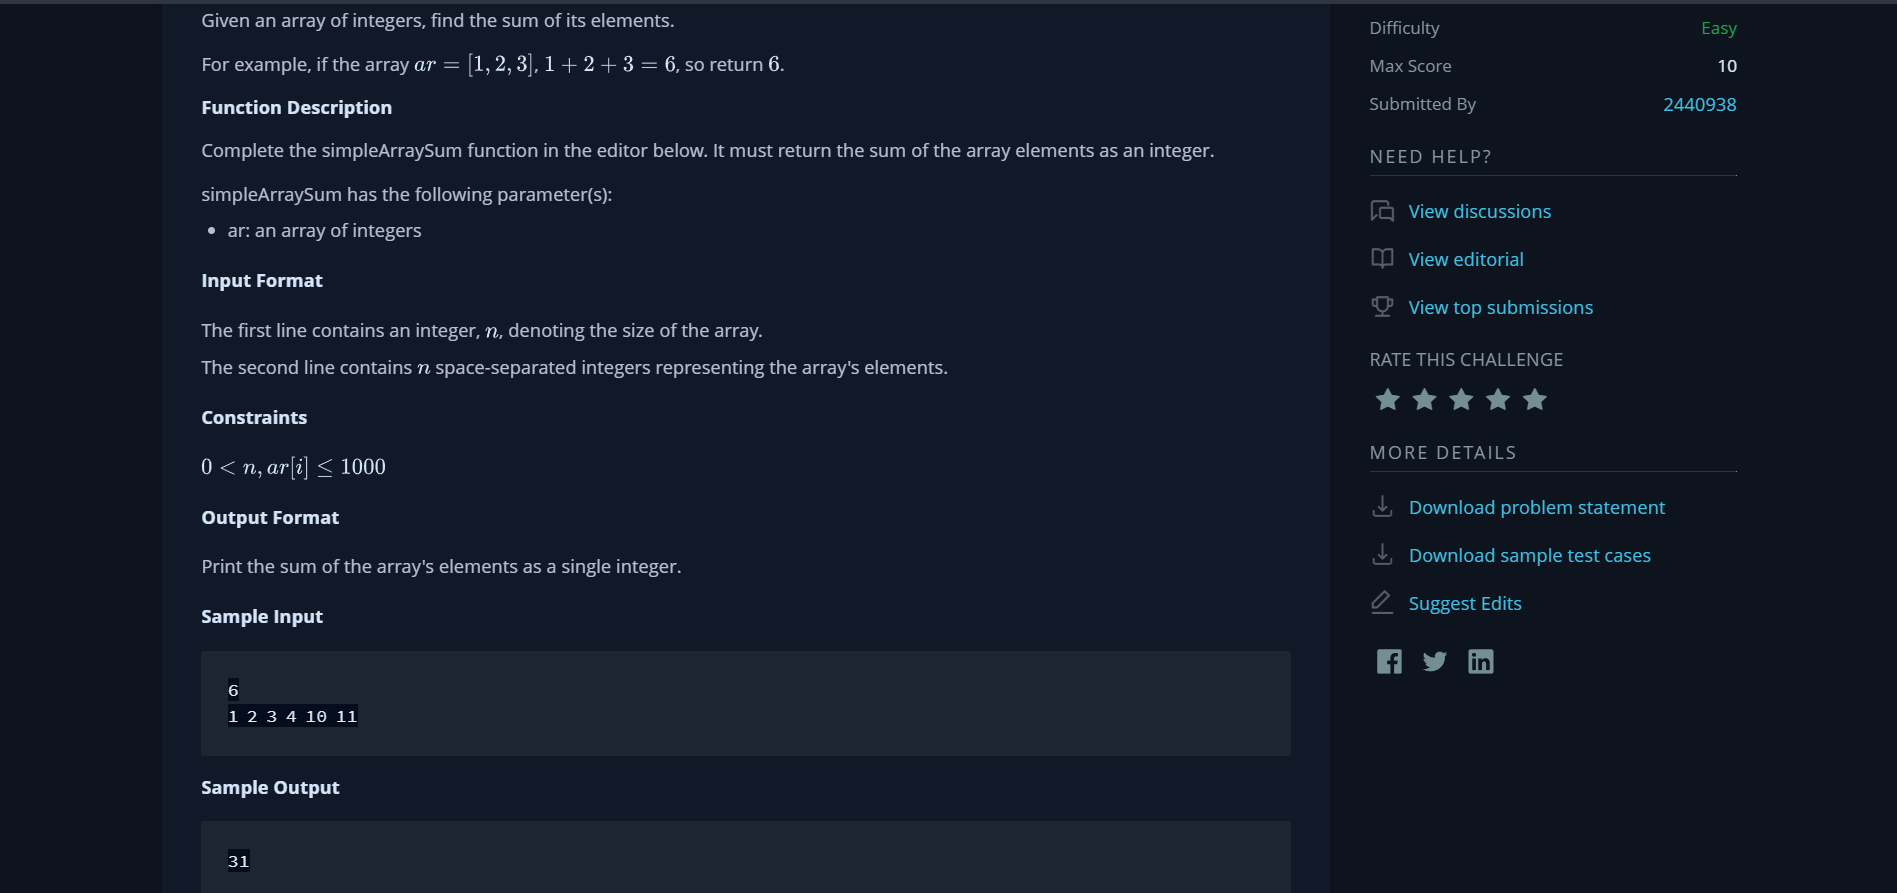 Given an array of integers, find the sum of its elements.
For example, if the array ar = [1, 2, 3], 1 + 2 + 3 = 6, so return 6.
Function Description
Complete the simpleArraySum function in the editor below. It must return the sum of the array elements as an integer.
simpleArraySum has the following parameter(s):
• ar: an array of integers
Input Format
The first line contains an integer, n, denoting the size of the array.
The second line contains n space-separated integers representing the array's elements.
Constraints
0 < n, ar[i] ≤ 1000
Output Format
Print the sum of the array's elements as a single integer.
Sample Input
6
1 2 3 4 10 11
Sample Output
31
Difficulty Easy
Max Score 10
Submitted By 2440938
NEED HELP?
View discussions
View editorial
View top submissions
RATE THIS CHALLENGE
MORE DETAILS
Download problem statement
Download sample test cases
Suggest Edits